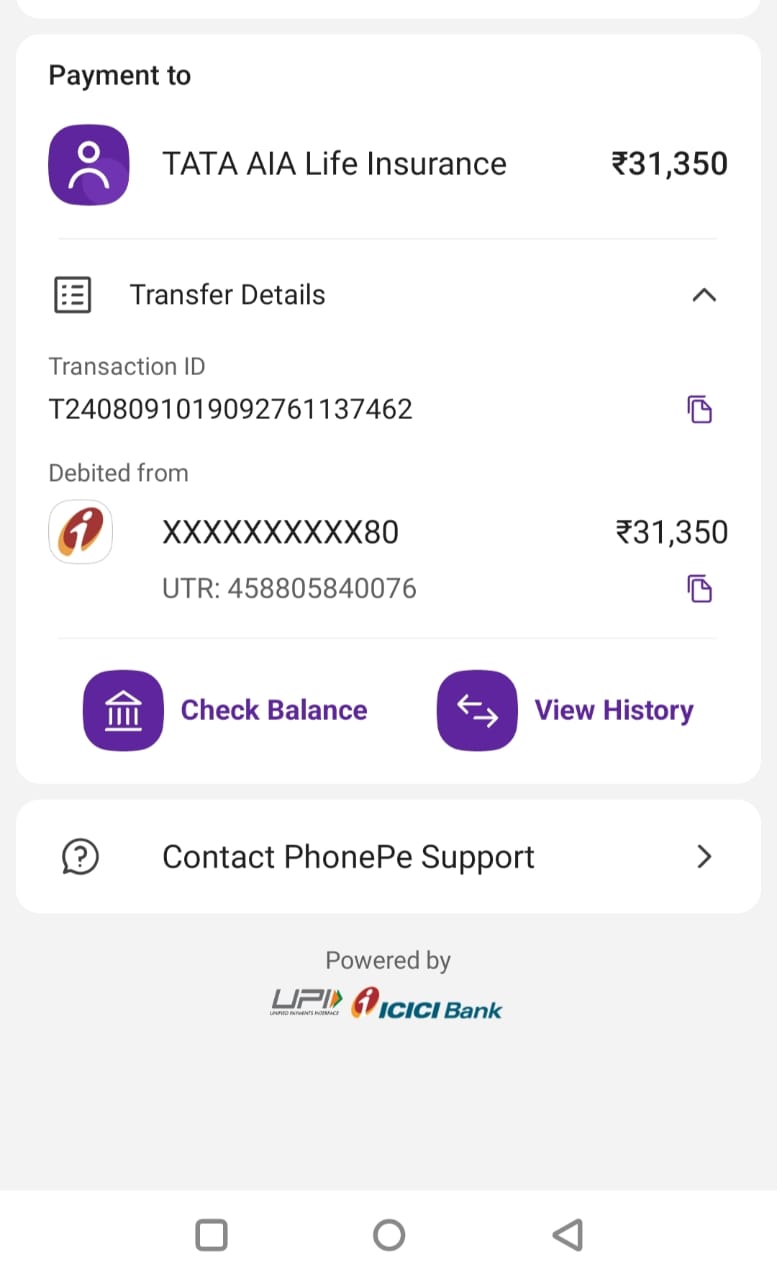 Payment to
TATA AIA Life Insurance ₹31,350
Transfer Details
Transaction ID
T2408091019092761137462
Debited from
XXXXXXXXXX80 ₹31,350
UTR: 458805840076
Check Balance View History
Contact PhonePe Support
Powered by
UPI ICICI Bank
UNIFIED PAYMENTS INTERFACE